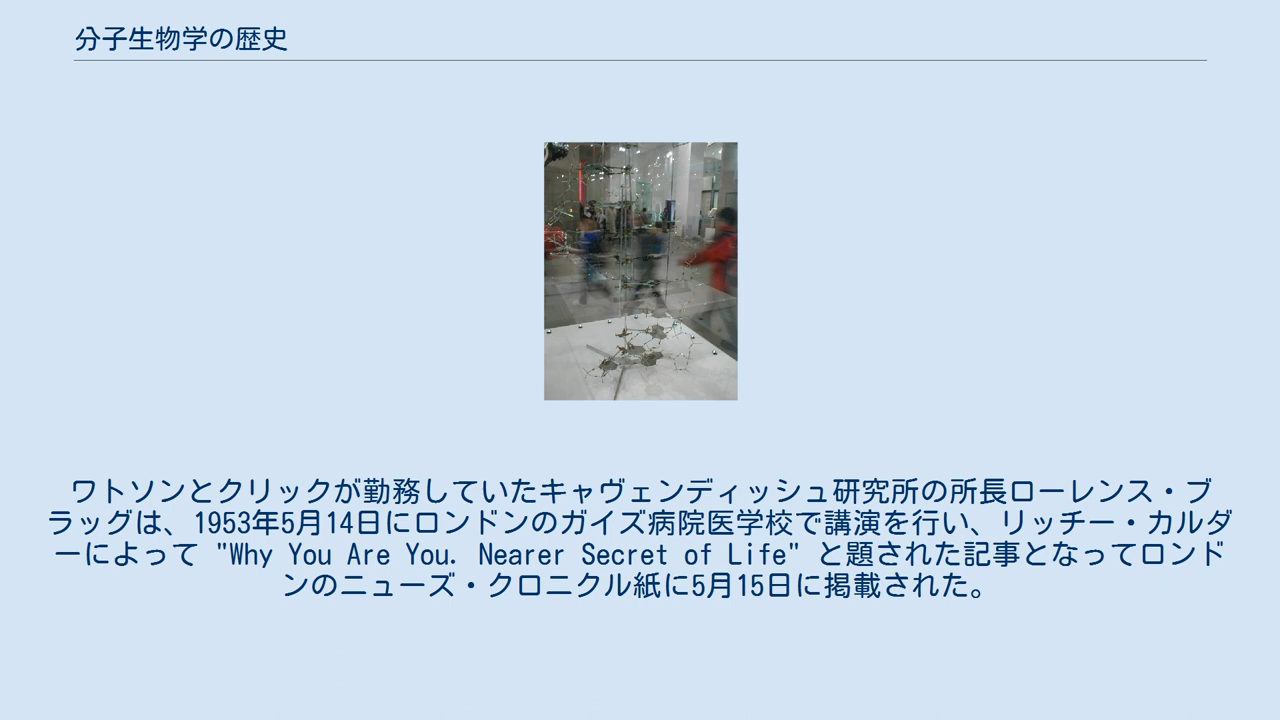 分子生物学の歴史
ワトソンとクリックが勤務していたキャヴェンディッシュ研究所の所長ローレンス・ブ
ラッグは、1953年5月14日にロンドンのガイズ病院医学校で講演を行い、リッチー・カルダ
ーによって "Why You Are You. Nearer Secret of Life" と題された記事となってロンド
ンのニューズ・クロニクル紙に5月15日に掲載された。